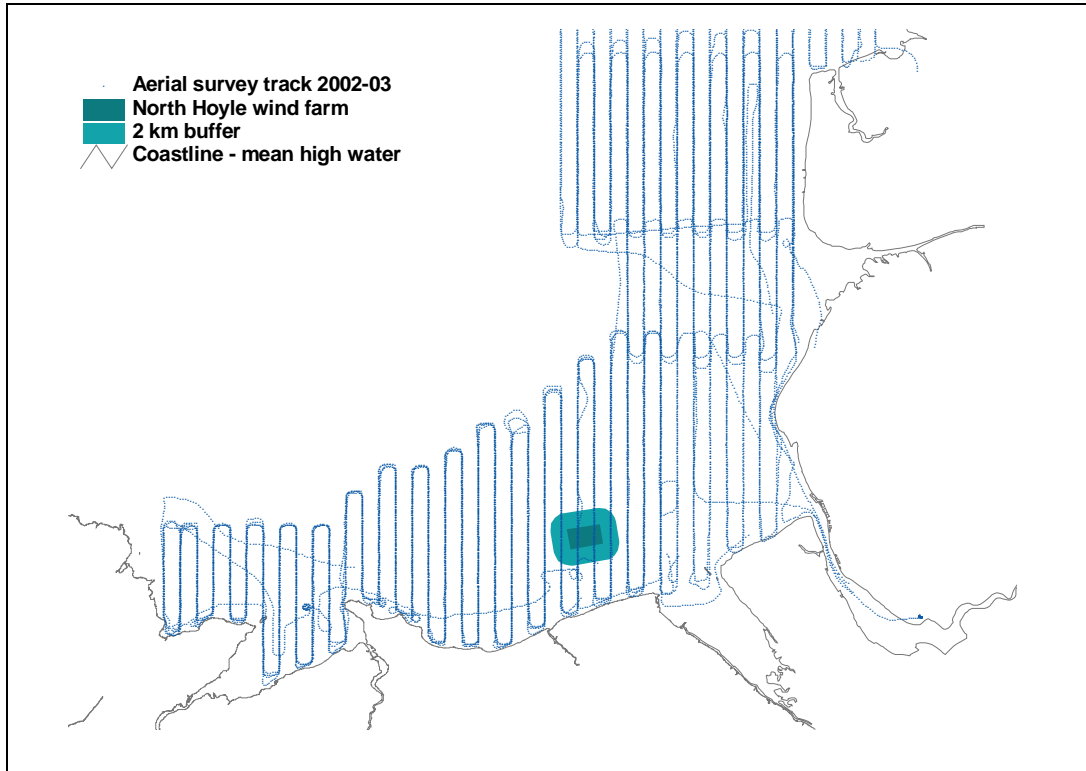 Aerial survey track 2002-03
North Hoyle wind farm
2 km buffer
Coastline - mean high water